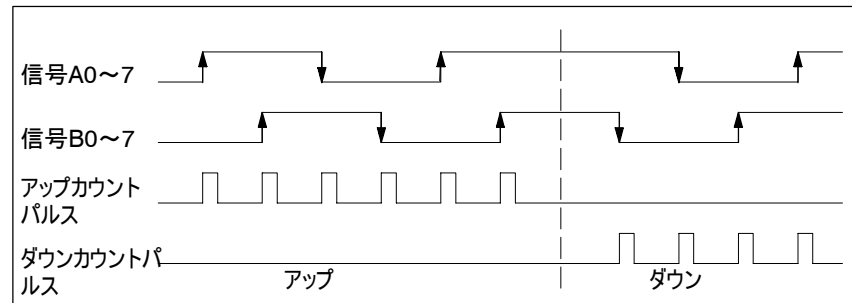 信号A0～7
信号B0～7
アップカウント
パルス
ダウンカウントパ
ルス
アップ
ダウン